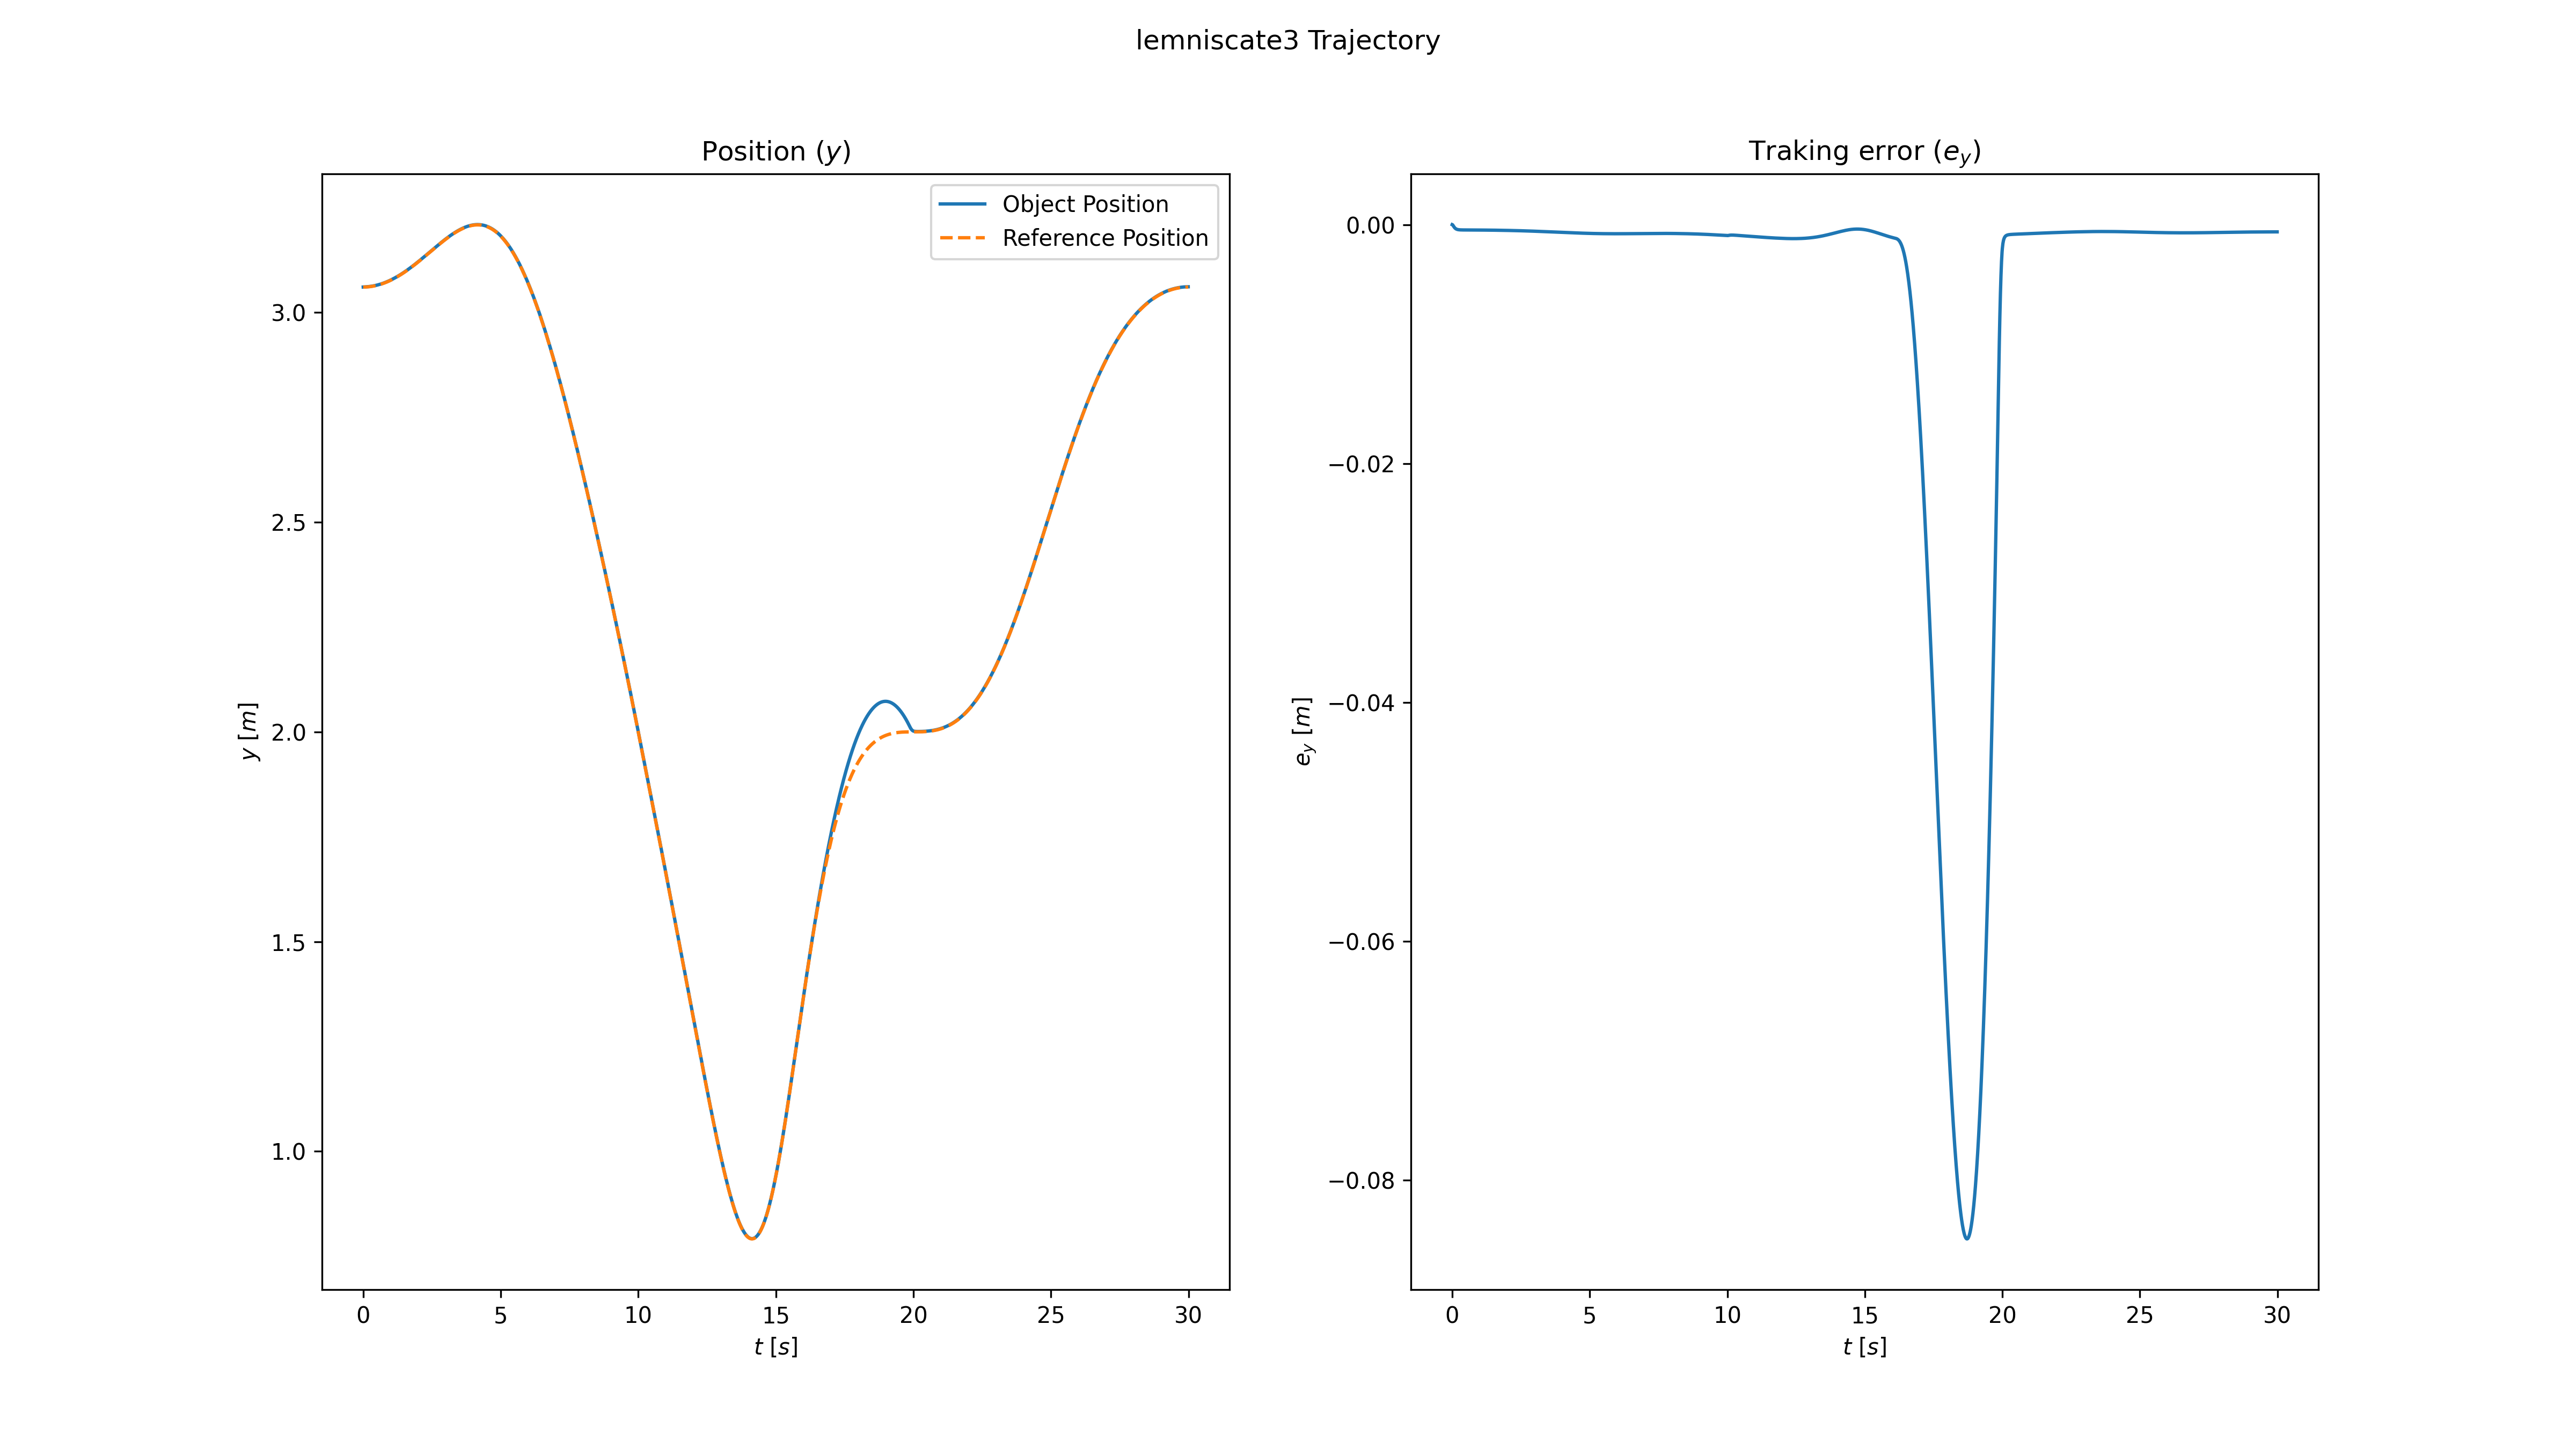 lemniscate3 Trajectory
Position (y)
Object Position
Reference Position
3.0
2.5
2.0
1.5
1.0
y [m]
0 5 10 15 20 25 30
t [s]
Traking error (e_y)
0.00
−0.02
−0.04
−0.06
−0.08
e_y [m]
0 5 10 15 20 25 30
t [s]